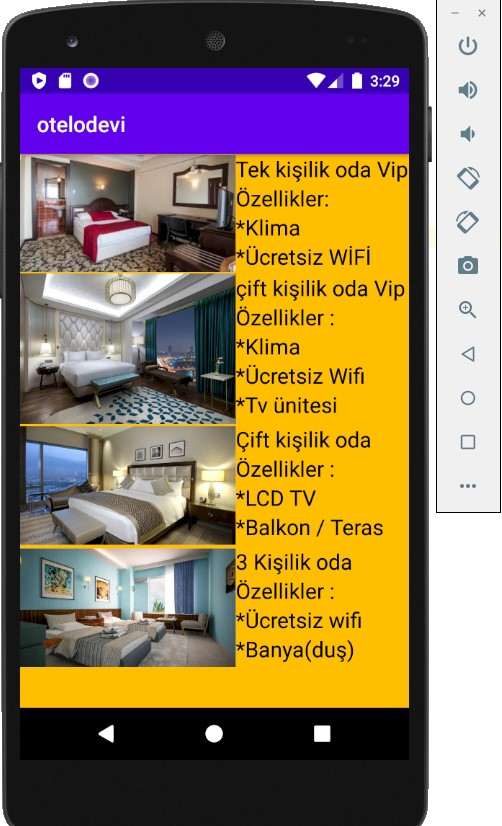 3:29
otelodevi
Tek kişilik oda Vip
Özellikler:
*Klima
*Ücretsiz WİFİ
çift kişilik oda Vip
Özellikler :
*Klima
*Ücretsiz Wifi
*Tv ünitesi
Çift kişilik oda
Özellikler :
*LCD TV
*Balkon / Teras
3 Kişilik oda
Özellikler :
*Ücretsiz wifi
*Banya(duş)